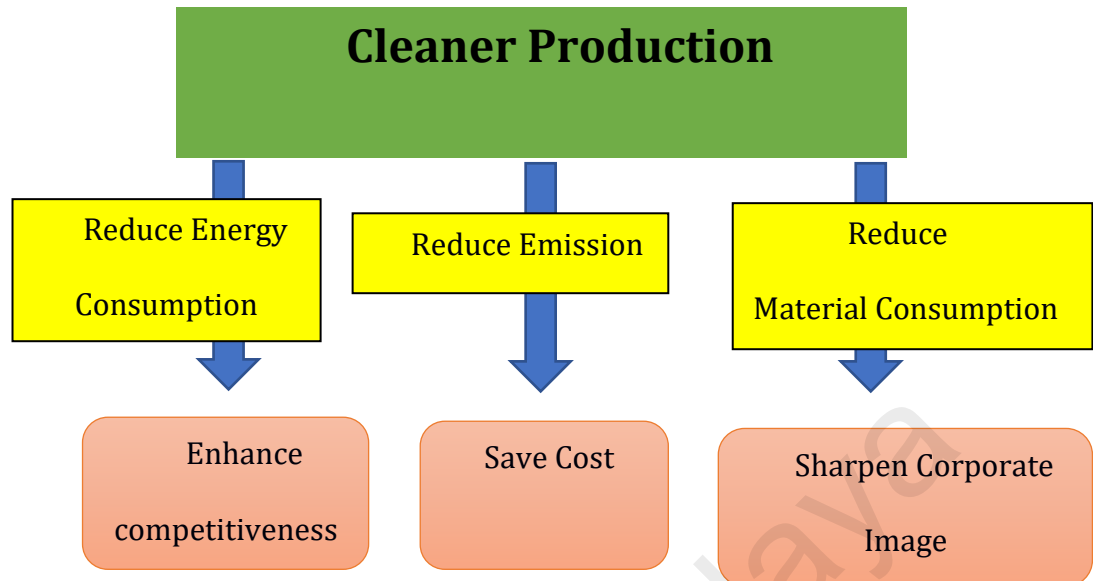 Cleaner Production
Reduce Energy
Consumption
Reduce Emission
Reduce
Material Consumption
Enhance
competitiveness
Save Cost
Sharpen Corporate
Image